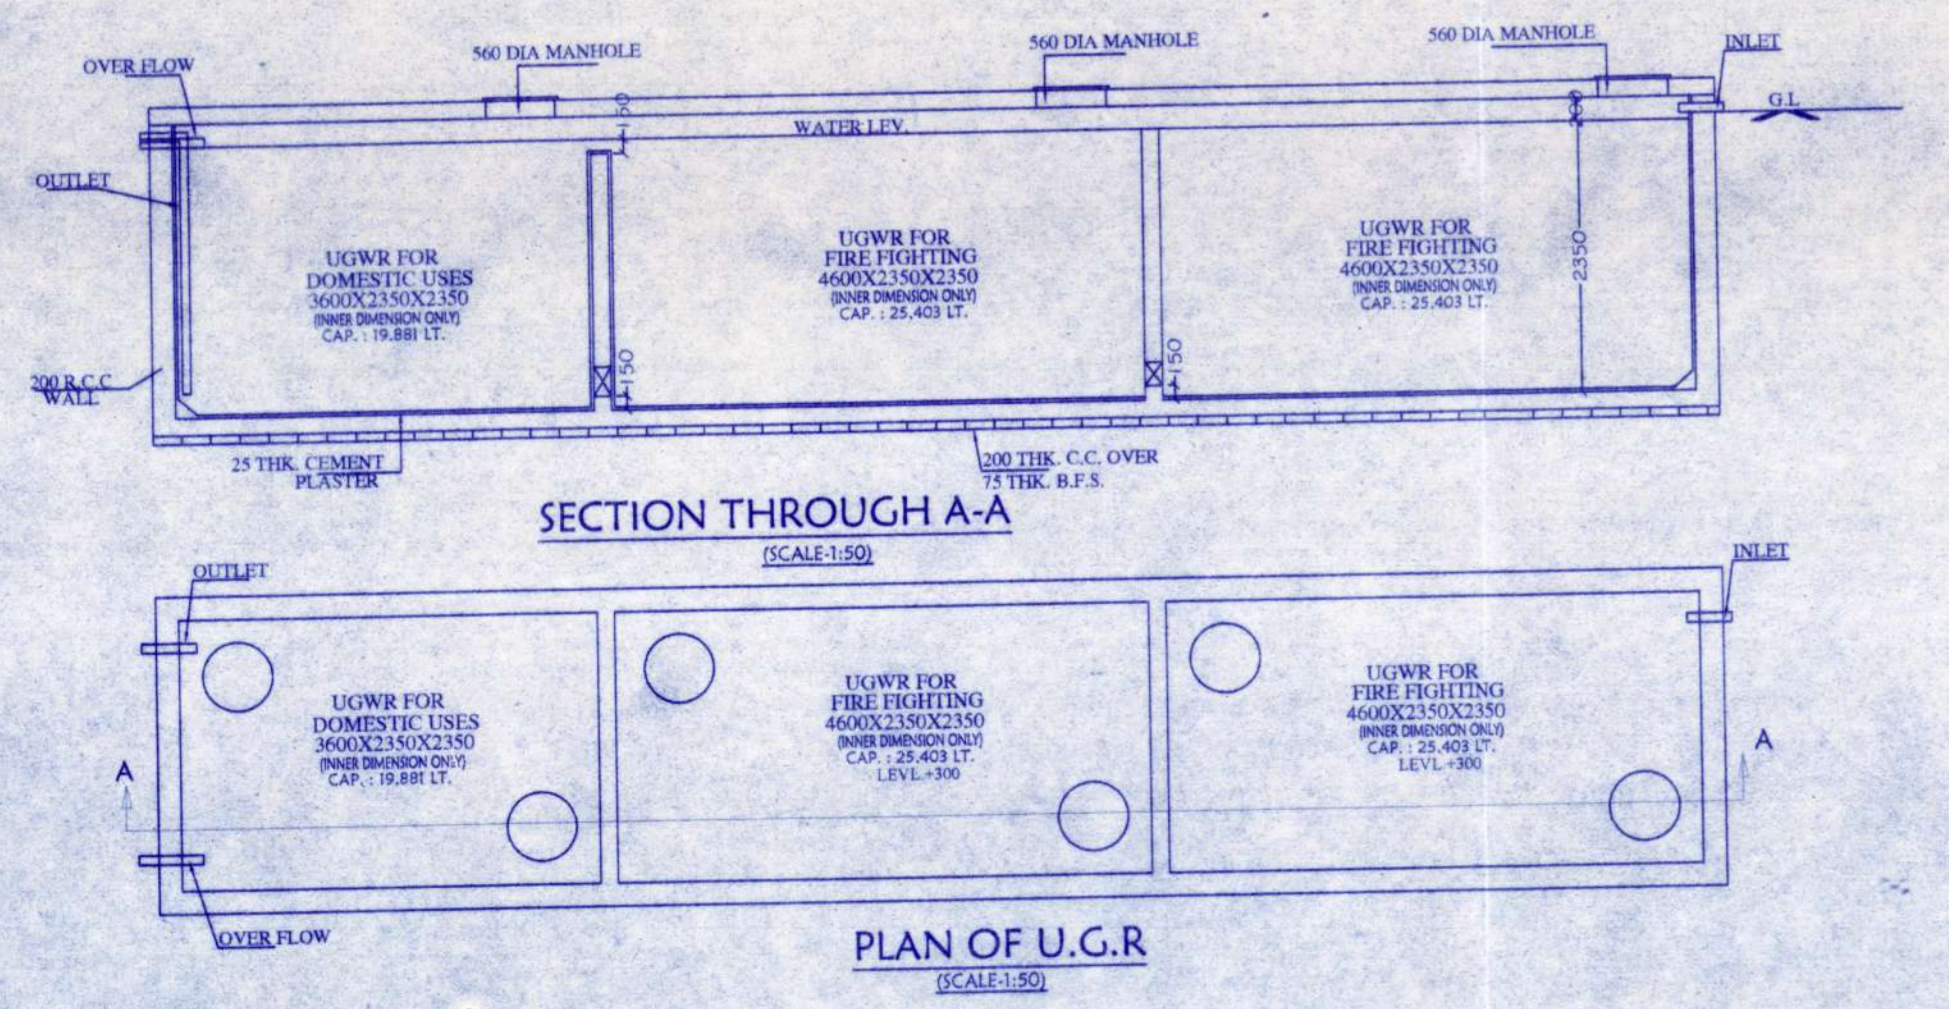 OVER FLOW
560 DIA MANHOLE
560 DIA MANHOLE
560 DIA MANHOLE
INLET
G.L
150
WATER LEV.
OUTLET
UGWR FOR
DOMESTIC USES
3600X2350X2350
(INNER DIMENSION ONLY)
CAP. : 19.881 LT.
UGWR FOR
FIRE FIGHTING
4600X2350X2350
(INNER DIMENSION ONLY)
CAP. : 25,403 LT.
UGWR FOR
FIRE FIGHTING
4600X2350X2350
(INNER DIMENSION ONLY)
CAP. : 25,403 LT.
2350
150
150
200 R.C.C
WALL
25 THK. CEMENT
PLASTER
200 THK. C.C. OVER
75 THK. B.F.S.
SECTION THROUGH A-A
(SCALE-1:50)
OUTLET
INLET
UGWR FOR
DOMESTIC USES
3600X2350X2350
(INNER DIMENSION ONLY)
CAP. : 19.881 LT.
UGWR FOR
FIRE FIGHTING
4600X2350X2350
(INNER DIMENSION ONLY)
CAP. : 25.403 LT.
LEVL +300
UGWR FOR
FIRE FIGHTING
4600X2350X2350
(INNER DIMENSION ONLY)
CAP. : 25.403 LT.
LEVL +300
A
A
OVER FLOW
PLAN OF U.G.R
(SCALE-1:50)